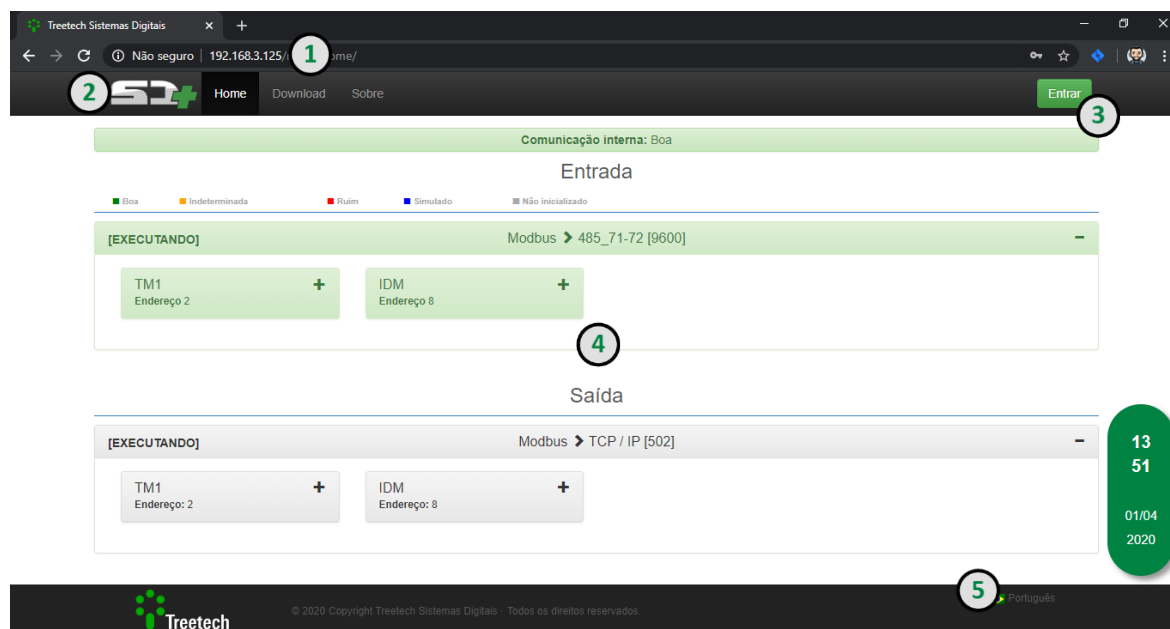 Treetech Sistemas Digitais
Não seguro | 192.168.3.125/ ome/
1
2 SD+ Home Download Sobre Entrar
3
Comunicação interna: Boa
Entrada
Boa Indeterminada Ruim Simulado Não inicializado
[EXECUTANDO] Modbus > 485_71-72 [9600] −
TM1 + IDM +
Endereço 2 Endereço 8
4
Saída
[EXECUTANDO] Modbus > TCP / IP [502] −
TM1 + IDM +
Endereço: 2 Endereço: 8
13
51
01/04
2020
5 Português
© 2020 Copyright Treetech Sistemas Digitais · Todos os direitos reservados.
Treetech